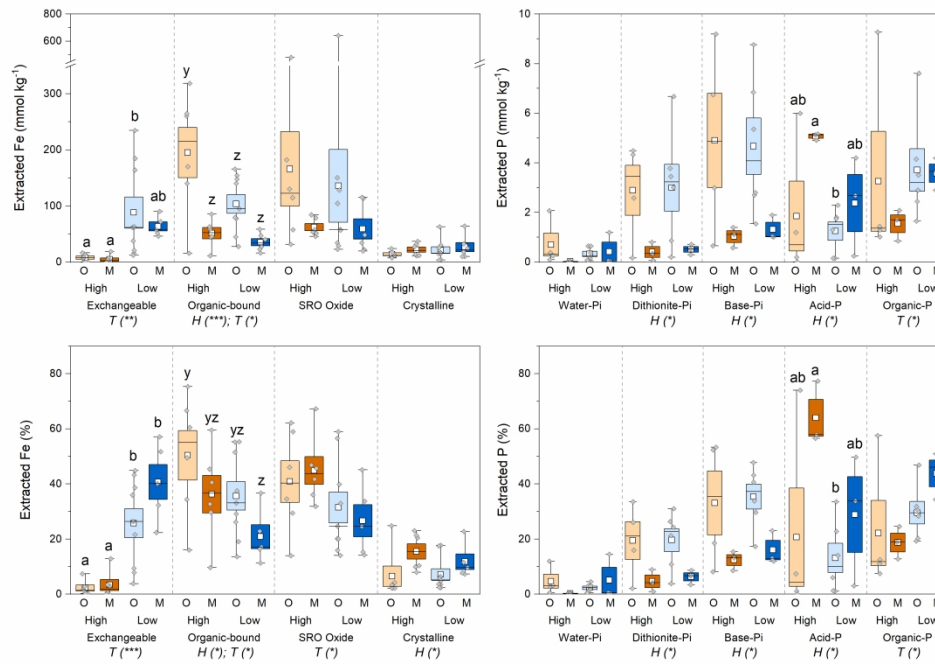 Extracted Fe (mmol kg⁻¹)
800
600
300
200
100
0
a a b ab
y z z z
O M O M O M O M O M O M O M O M
High Low High Low High Low High Low
Exchangeable Organic-bound SRO Oxide Crystalline
T (**) H (***); T (*)
Extracted P (mmol kg⁻¹)
10
8
6
4
2
0
ab a b ab
O M O M O M O M O M O M O M O M O M
High Low High Low High Low High Low High Low
Water-Pi Dithionite-Pi Base-Pi Acid-P Organic-P
H (*) H (*) H (*) T (*)
Extracted Fe (%)
80
60
40
20
0
a a b b
y yz yz z
O M O M O M O M O M O M O M O M
High Low High Low High Low High Low
Exchangeable Organic-bound SRO Oxide Crystalline
T (***) H (*); T (*) T (*) H (*)
Extracted P (%)
80
60
40
20
0
ab a b ab
O M O M O M O M O M O M O M O M O M
High Low High Low High Low High Low High Low
Water-Pi Dithionite-Pi Base-Pi Acid-P Organic-P
H (*) H (*) H (*) T (*)